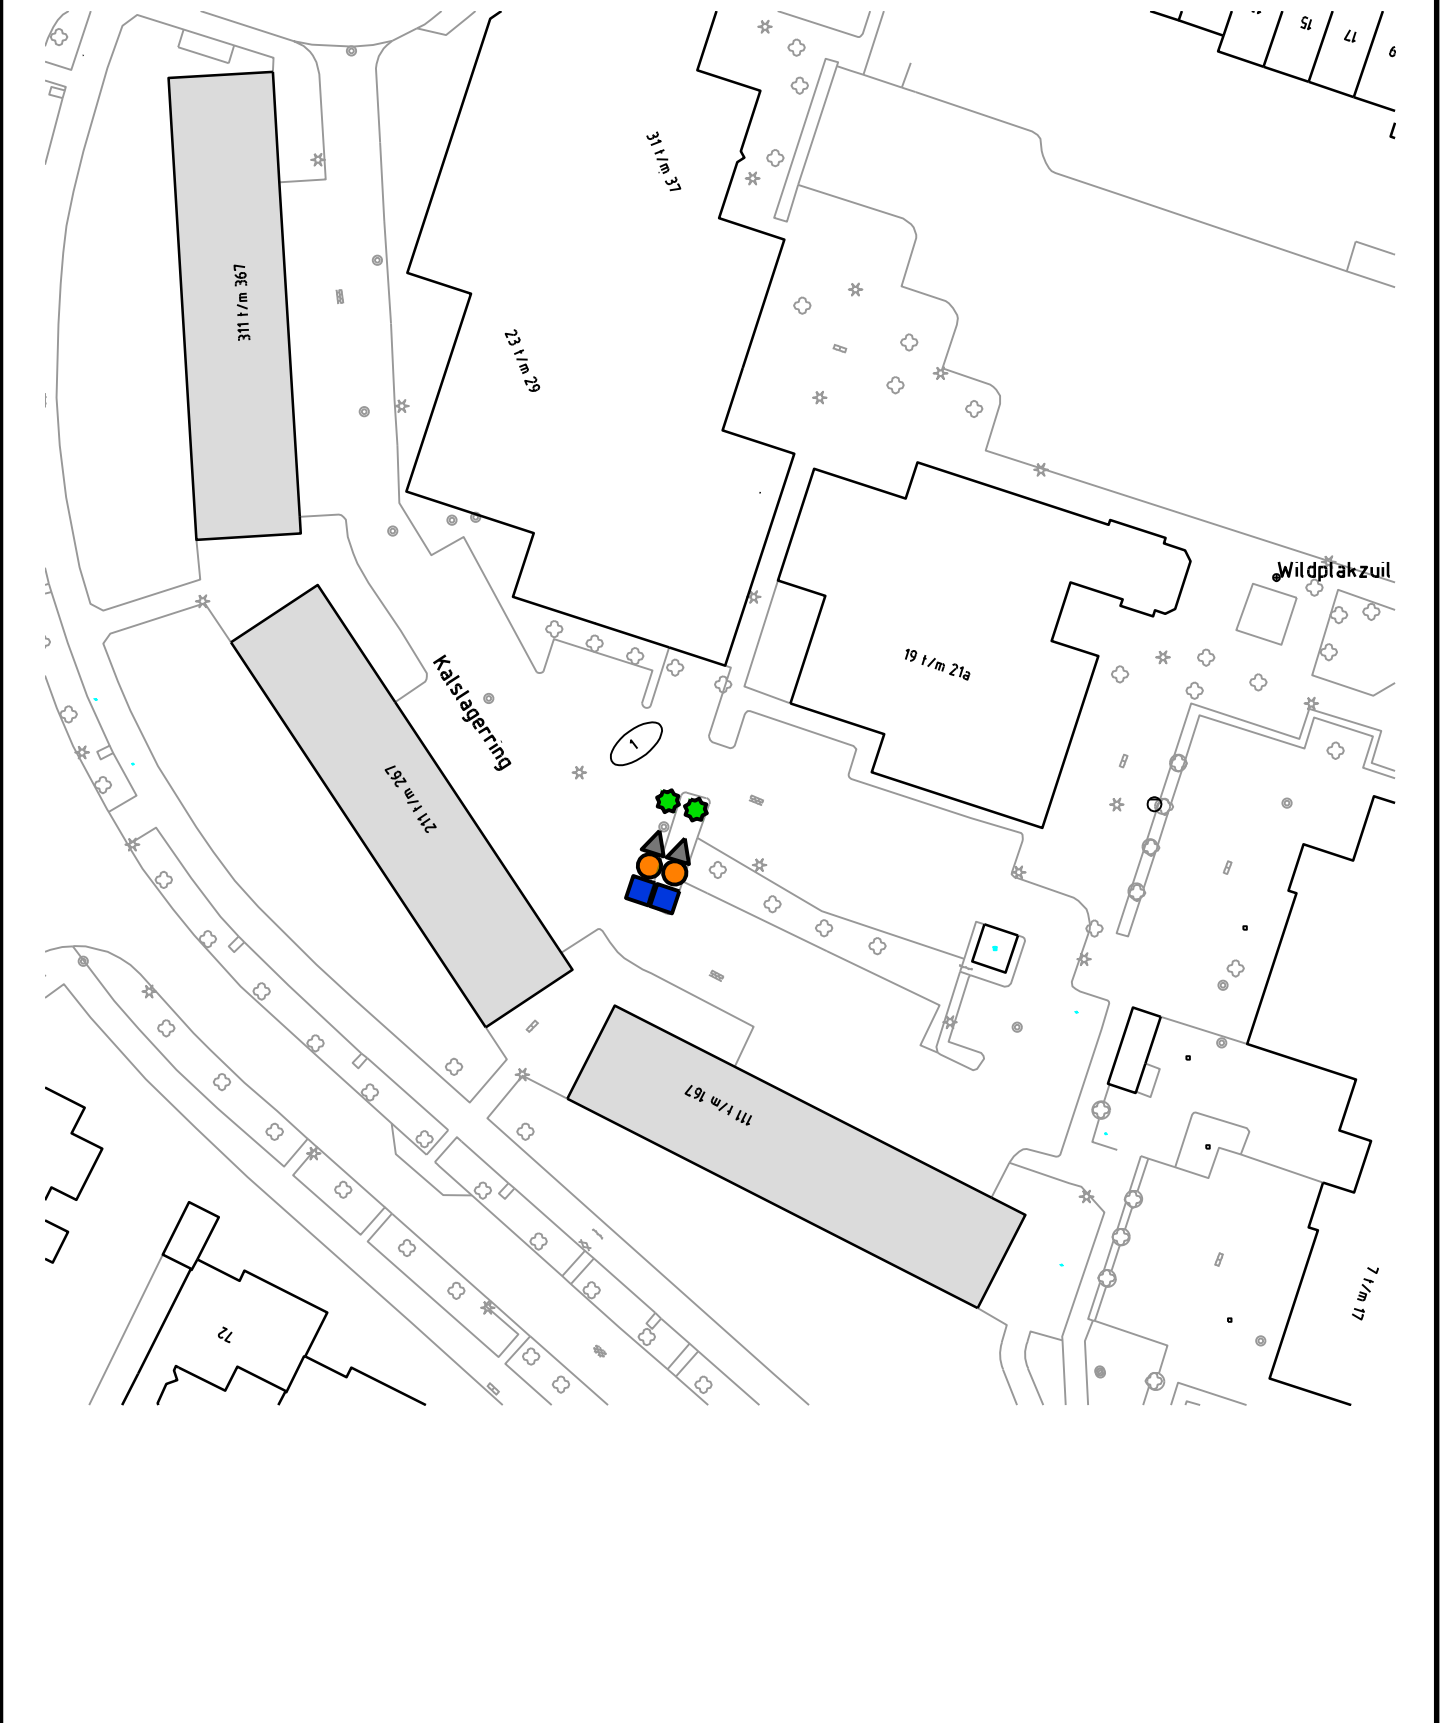 15
17
31 t/m 37
311 t/m 367
23 t/m 29
Wildplakzuil
19 t/m 21a
Kalslagerring
1
211 t/m 267
111 t/m 167
7 t/m 17
72